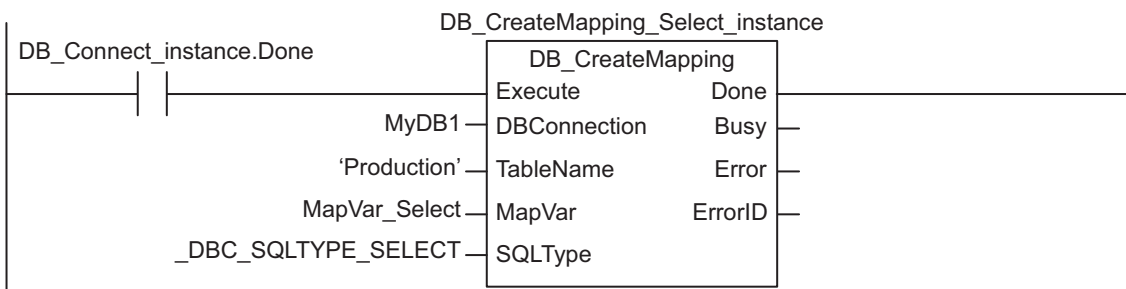 DB_CreateMapping_Select_instance
DB_Connect_instance.Done
DB_CreateMapping
Execute Done
MyDB1 DBConnection Busy
‘Production’ TableName Error
MapVar_Select MapVar ErrorID
_DBC_SQLTYPE_SELECT SQLType